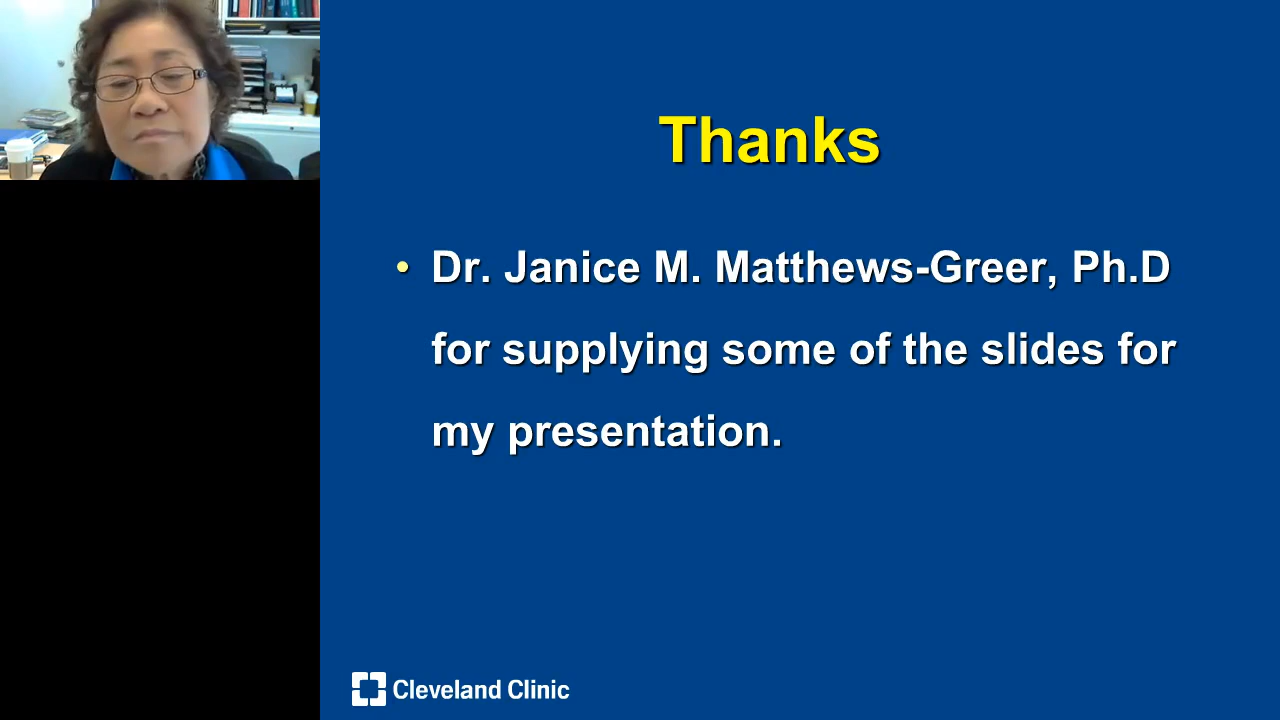 Thanks
• Dr. Janice M. Matthews-Greer, Ph.D
for supplying some of the slides for
my presentation.
Cleveland Clinic